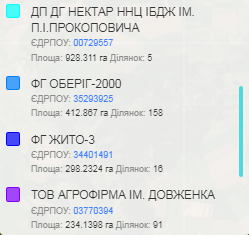 ДП ДГ НЕКТАР ННЦ ІБДЖ ІМ.
П.І.ПРОКОПОВИЧА
ЄДРПОУ: 00729557
Площа: 928.311 га Ділянок: 5
ФГ ОБЕРІГ-2000
ЄДРПОУ: 35293925
Площа: 412.867 га Ділянок: 158
ФГ ЖИТО-3
ЄДРПОУ: 34401491
Площа: 298.2324 га Ділянок: 16
ТОВ АГРОФІРМА ІМ. ДОВЖЕНКА
ЄДРПОУ: 03770394
Площа: 234.1398 га Ділянок: 91